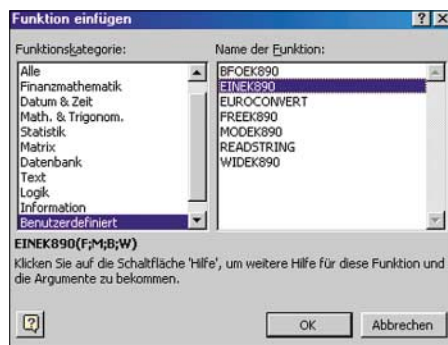 Funktion einfügen
Funktionskategorie:
Alle
Finanzmathematik
Datum & Zeit
Math. & Trigonom.
Statistik
Matrix
Datenbank
Text
Logik
Information
Benutzerdefiniert
Name der Funktion:
BFOEK890
EINEK890
EUROCONVERT
FREEK890
MODEK890
READSTRING
WIDEK890
EINEK890(F;M;B;W)
Klicken Sie auf die Schaltfläche 'Hilfe', um weitere Hilfe für diese Funktion und
die Argumente zu bekommen.
OK
Abbrechen